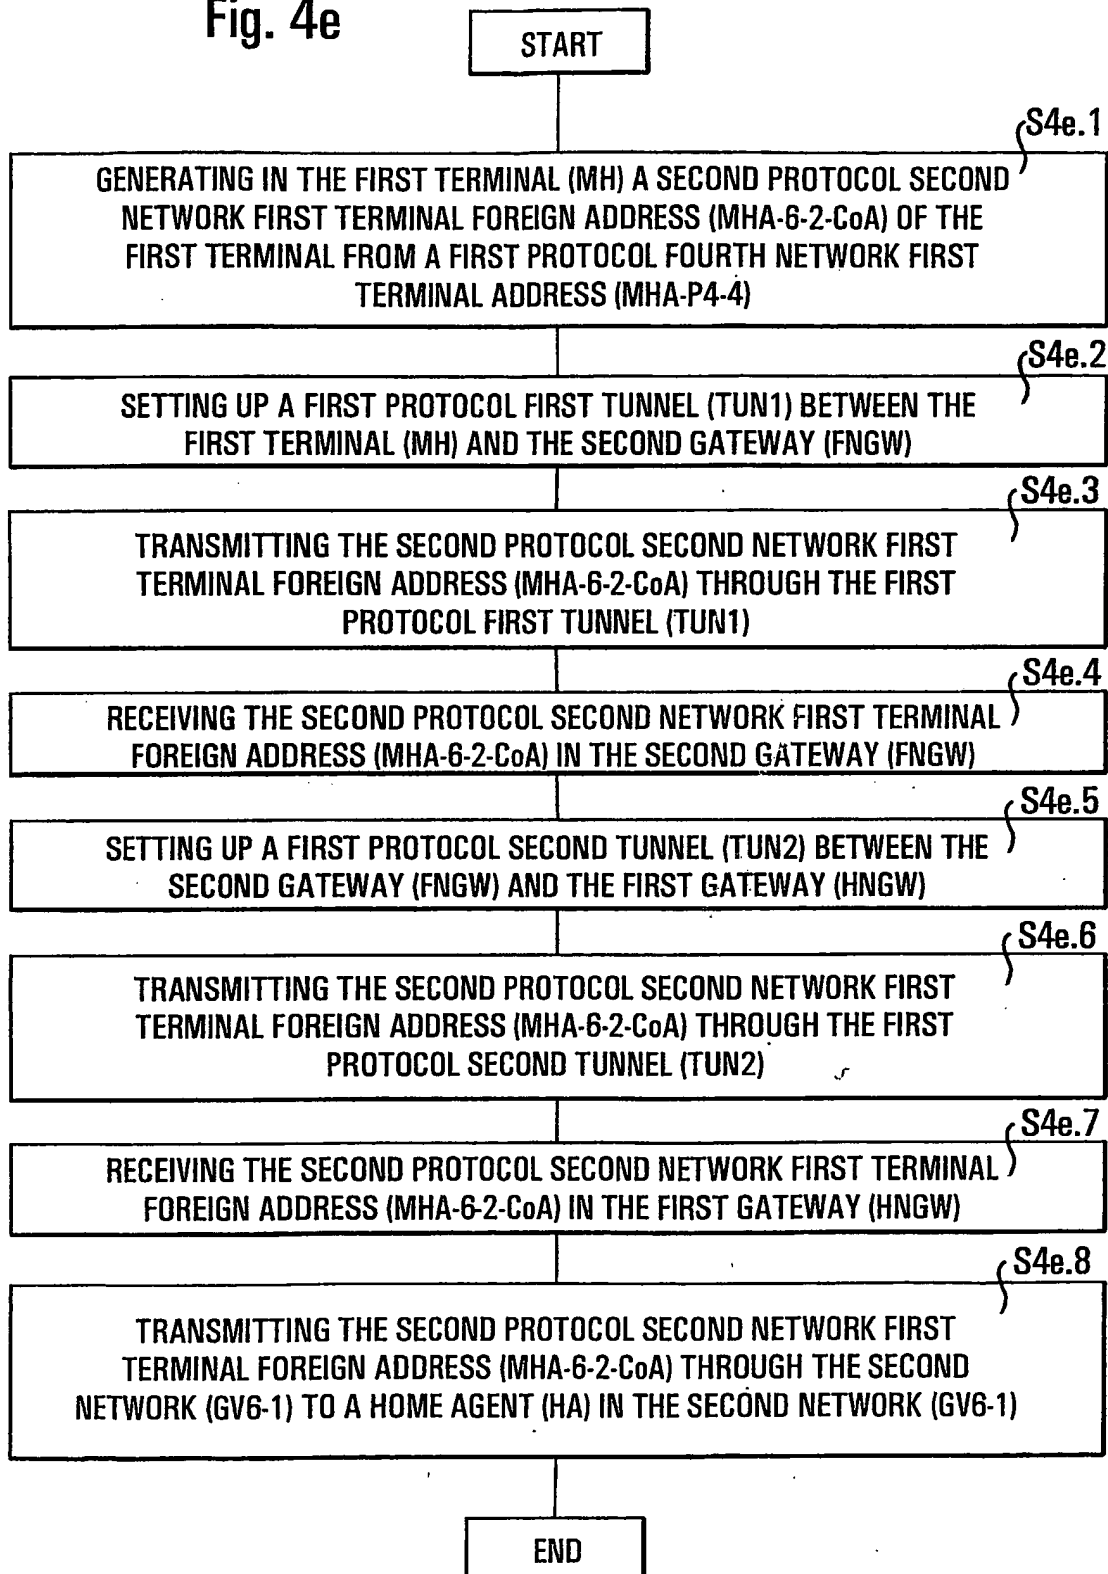 Fig. 4e
START
S4e.1
GENERATING IN THE FIRST TERMINAL (MH) A SECOND PROTOCOL SECOND
NETWORK FIRST TERMINAL FOREIGN ADDRESS (MHA-6-2-CoA) OF THE
FIRST TERMINAL FROM A FIRST PROTOCOL FOURTH NETWORK FIRST
TERMINAL ADDRESS (MHA-P4-4)
S4e.2
SETTING UP A FIRST PROTOCOL FIRST TUNNEL (TUN1) BETWEEN THE
FIRST TERMINAL (MH) AND THE SECOND GATEWAY (FNGW)
S4e.3
TRANSMITTING THE SECOND PROTOCOL SECOND NETWORK FIRST
TERMINAL FOREIGN ADDRESS (MHA-6-2-CoA) THROUGH THE FIRST
PROTOCOL FIRST TUNNEL (TUN1)
S4e.4
RECEIVING THE SECOND PROTOCOL SECOND NETWORK FIRST TERMINAL
FOREIGN ADDRESS (MHA-6-2-CoA) IN THE SECOND GATEWAY (FNGW)
S4e.5
SETTING UP A FIRST PROTOCOL SECOND TUNNEL (TUN2) BETWEEN THE
SECOND GATEWAY (FNGW) AND THE FIRST GATEWAY (HNGW)
S4e.6
TRANSMITTING THE SECOND PROTOCOL SECOND NETWORK FIRST
TERMINAL FOREIGN ADDRESS (MHA-6-2-CoA) THROUGH THE FIRST
PROTOCOL SECOND TUNNEL (TUN2)
S4e.7
RECEIVING THE SECOND PROTOCOL SECOND NETWORK FIRST TERMINAL
FOREIGN ADDRESS (MHA-6-2-CoA) IN THE FIRST GATEWAY (HNGW)
S4e.8
TRANSMITTING THE SECOND PROTOCOL SECOND NETWORK FIRST
TERMINAL FOREIGN ADDRESS (MHA-6-2-CoA) THROUGH THE SECOND
NETWORK (GV6-1) TO A HOME AGENT (HA) IN THE SECOND NETWORK (GV6-1)
END